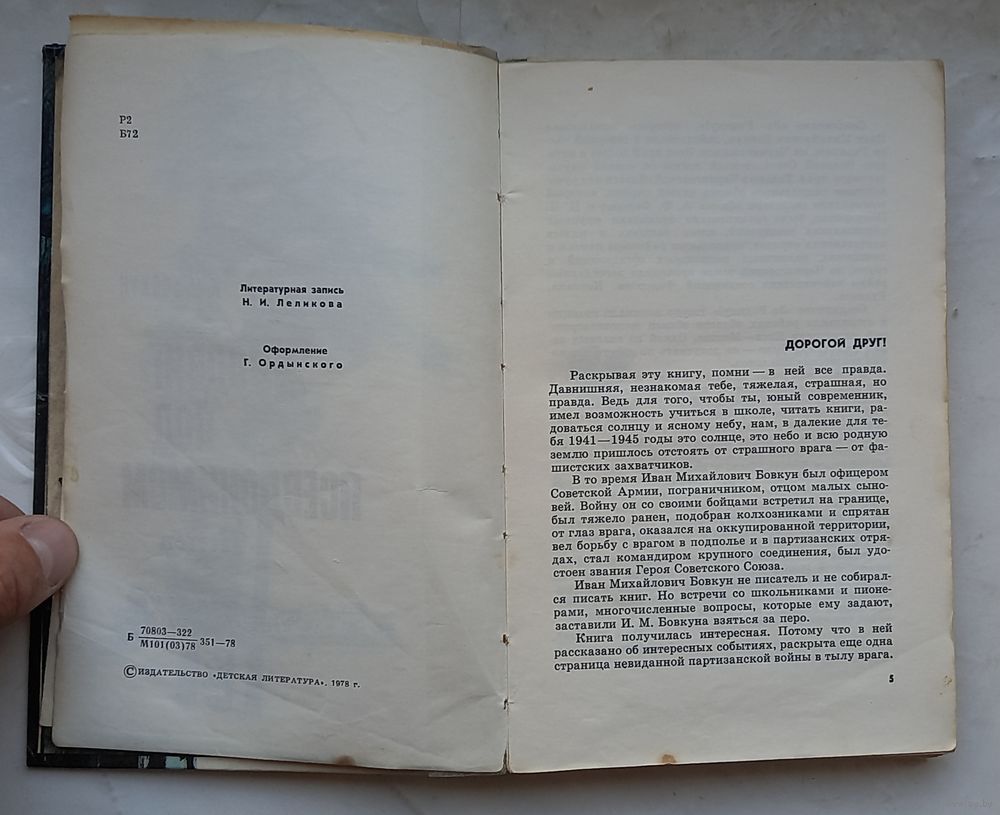 Р2
Б72
Литературная запись
Н. И. Леликова
Оформление
Г. Ордынского
Б 70803—322
М101(03)78 351—78
© ИЗДАТЕЛЬСТВО «ДЕТСКАЯ ЛИТЕРАТУРА», 1978 г.
ДОРОГОЙ ДРУГ!
Раскрывая эту книгу, помни — в ней все правда.
Давнишняя, незнакомая тебе, тяжелая, страшная, но
правда. Ведь для того, чтобы ты, юный современник,
имел возможность учиться в школе, читать книги, ра-
доваться солнцу и ясному небу, нам, в далекие для те-
бя 1941—1945 годы это солнце, это небо и всю родную
землю пришлось отстоять от страшного врага — от фа-
шистских захватчиков.
В то время Иван Михайлович Бовкун был офицером
Советской Армии, пограничником, отцом малых сыно-
вей. Войну он со своими бойцами встретил на границе,
был тяжело ранен, подобран колхозниками и спрятан
от глаз врага, оказался на оккупированной территории,
вел борьбу с врагом в подполье и в партизанских отря-
дах, стал командиром крупного соединения, был удо-
стоен звания Героя Советского Союза.
Иван Михайлович Бовкун не писатель и не собирал-
ся писать книг. Но встречи со школьниками и пионе-
рами, многочисленные вопросы, которые ему задают,
заставили И. М. Бовкуна взяться за перо.
Книга получилась интересная. Потому что в ней
рассказано об интересных событиях, раскрыта еще одна
страница невиданной партизанской войны в тылу врага.
5